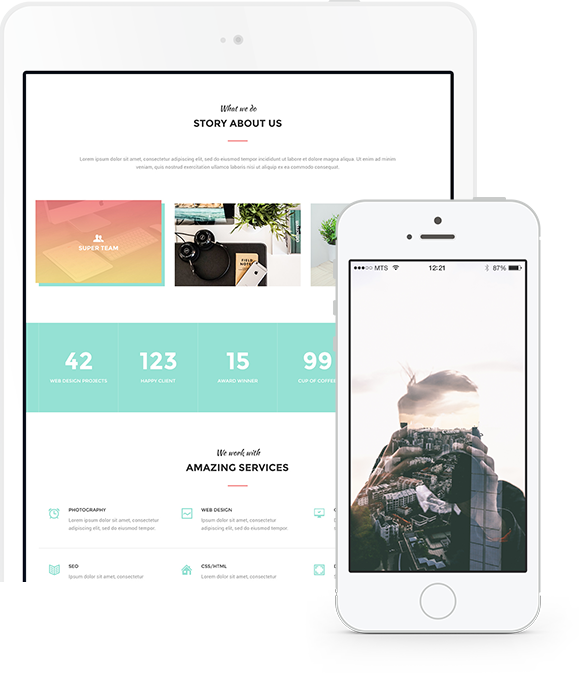 What we do
STORY ABOUT US
Lorem ipsum dolor sit amet, consectetur adipiscing elit, sed do eiusmod tempor incididunt ut labore et dolore magna aliqua. Ut enim ad minim
veniam, quis nostrud exercitation ullamco laboris nisi ut aliquip ex ea commodo consequat.
SUPER TEAM
FIELD NOTES
42
WEB DESIGN PROJECTS
123
HAPPY CLIENT
15
AWARD WINNER
99
CUP OF COFFEE
We work with
AMAZING SERVICES
PHOTOGRAPHY
Lorem ipsum dolor sit amet, consectetur
adipiscing elit, sed do eiusmod tempor.
WEB DESIGN
Lorem ipsum dolor sit amet, consectetur
adipiscing elit, sed do eiusmod tempor.
SEO
Lorem ipsum dolor sit amet, consectetur
CSS/HTML
Lorem ipsum dolor sit amet, consectetur
MTS
12:21
87%